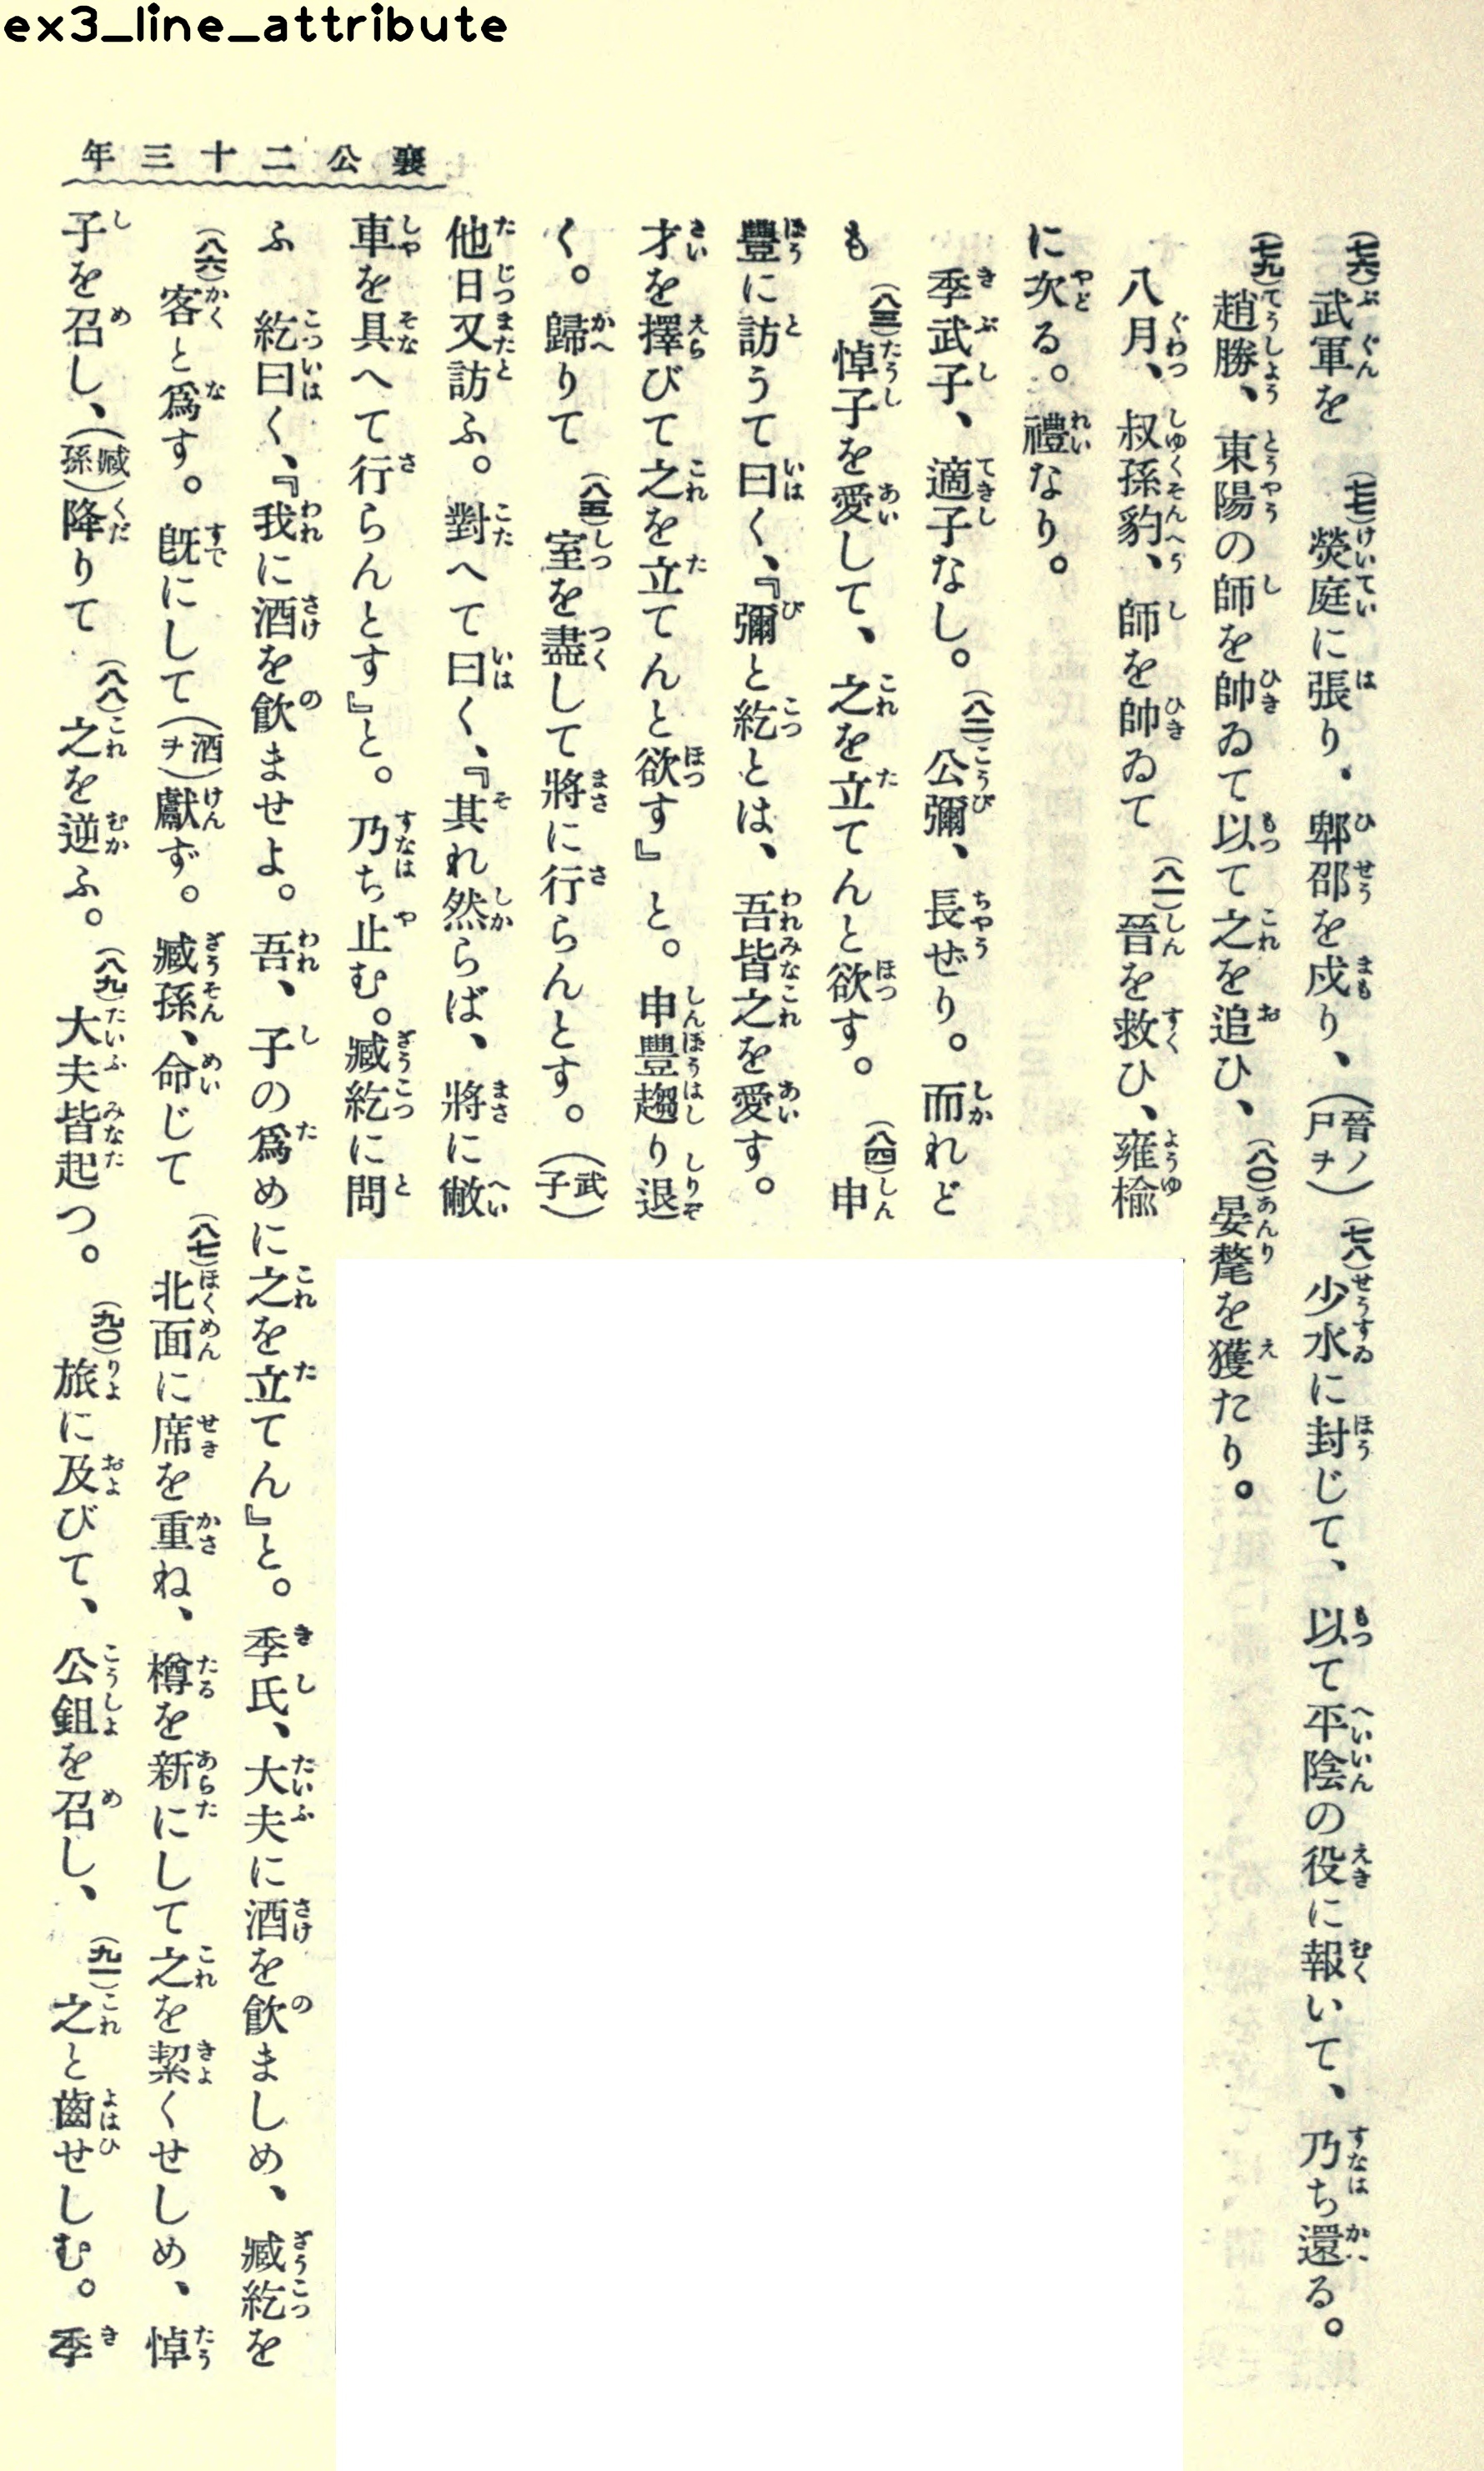 ex3_line_attribute
襄公二十三年
(七六)武軍を(七七)熒庭に張り、郫邵を戍り、(晉ノ尸ヲ)(七八)少水に封じて、以て平陰の役に報いて、乃ち還る。
(七九)趙勝、東陽の師を帥ゐて以て之を追ひ、(八〇)晏氂を獲たり。
八月、叔孫豹、師を帥ゐて(八一)晉を救ひ、雍楡
に次る。禮なり。
季武子、適子なし。(八二)公彌、長ぜり。而れど
も(八三)悼子を愛して、之を立てんと欲す。(八四)申
豐に訪うて曰く、『彌と紇とは、吾皆之を愛す。
才を擇びて之を立てんと欲す』と。申豐趨り退
く。歸りて(八五)室を盡して將に行らんとす。(武子)
他日又訪ふ。對へて曰く、『其れ然らば、將に敝
車を具へて行らんとす』と。乃ち止む。臧紇に問
ふ 紇曰く、『我に酒を飮ませよ。吾、子の爲めに之を立てん』と。季氏、大夫に酒を飮ましめ、臧紇を
(八六)客と爲す。既にして(酒ヲ)獻ず。臧孫、命じて(八七)北面に席を重ね、樽を新にして之を絜くせしめ、悼
子を召し、(臧孫)降りて(八八)之を逆ふ。(八九)大夫皆起つ。(九〇)旅に及びて、公鉏を召し、(九一)之と齒せしむ。季